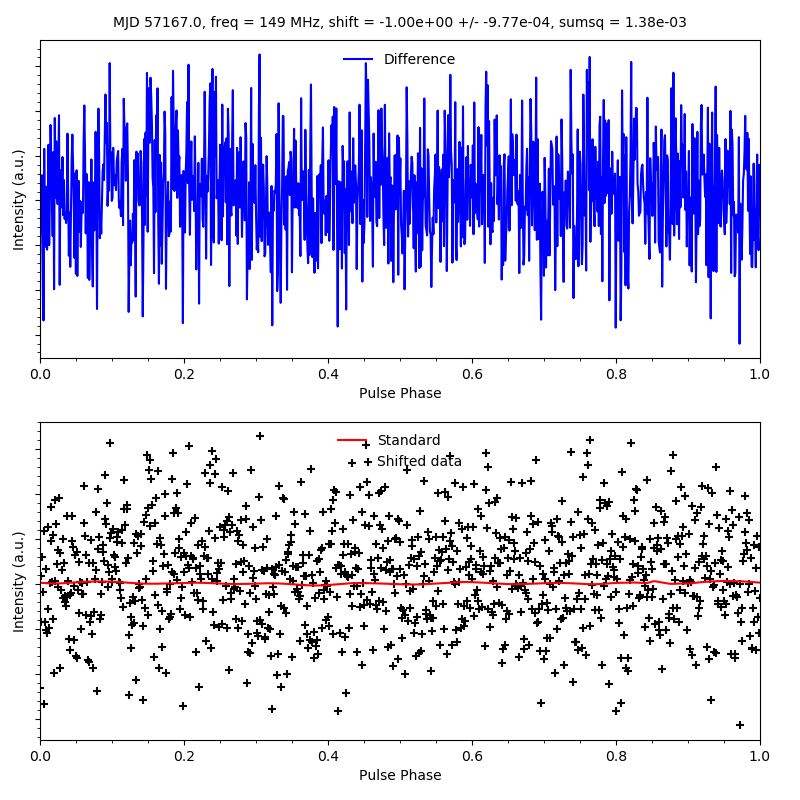 MJD 57167.0, freq = 149 MHz, shift = -1.00e+00 +/- -9.77e-04, sumsq = 1.38e-03
Difference
Intensity (a.u.)
0.0 0.2 0.4 0.6 0.8 1.0
Pulse Phase
Standard
Shifted data
Intensity (a.u.)
0.0 0.2 0.4 0.6 0.8 1.0
Pulse Phase